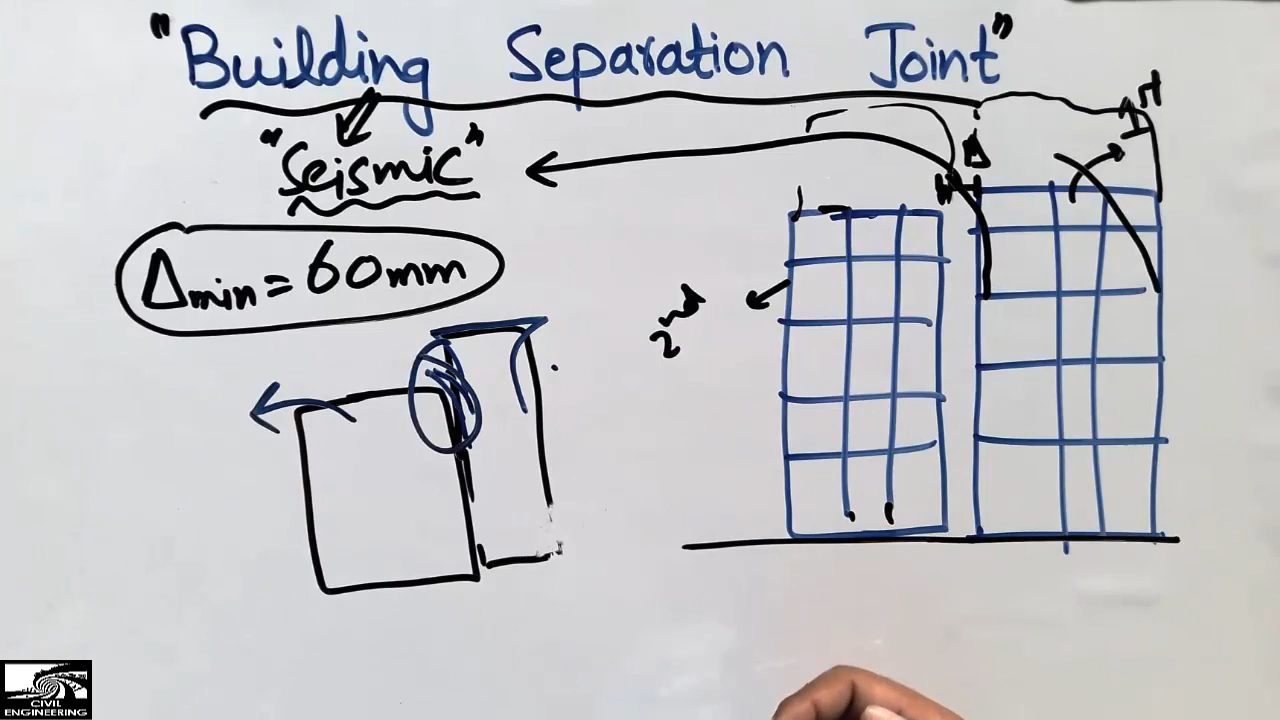 "Building Separation Joint"
"Seismic"
Δ
1st
Δmin = 60mm
2nd
CIVIL
ENGINEERING